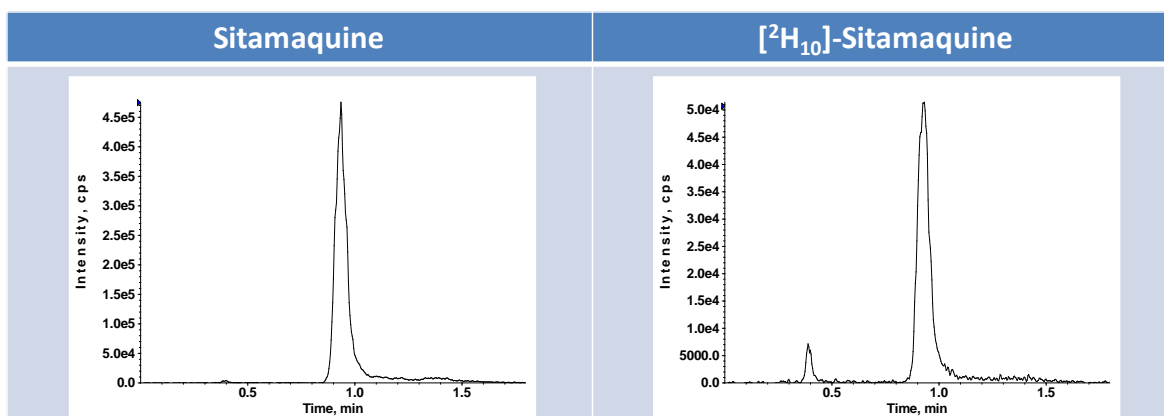 Sitamaquine
[²H₁₀]-Sitamaquine
Intensity, cps
4.5e5
4.0e5
3.5e5
3.0e5
2.5e5
2.0e5
1.5e5
1.0e5
5.0e4
0.0
0.5
1.0
1.5
Time, min
Intensity, cps
5.0e4
4.5e4
4.0e4
3.5e4
3.0e4
2.5e4
2.0e4
1.5e4
1.0e4
5000.0
0.0
0.5
1.0
1.5
Time, min